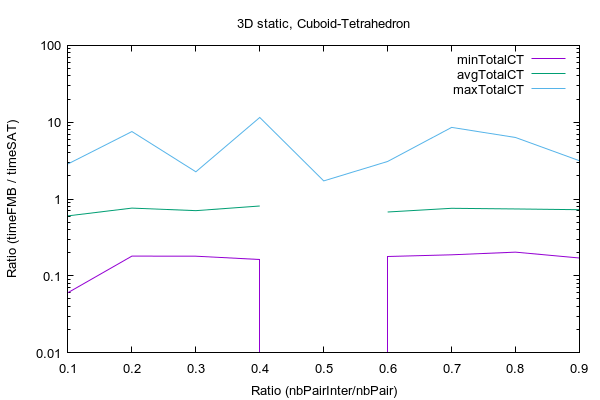 3D static, Cuboid-Tetrahedron
100
10
1
0.1
0.01
Ratio (timeFMB / timeSAT)
minTotalCT
avgTotalCT
maxTotalCT
0.1 0.2 0.3 0.4 0.5 0.6 0.7 0.8 0.9
Ratio (nbPairInter/nbPair)